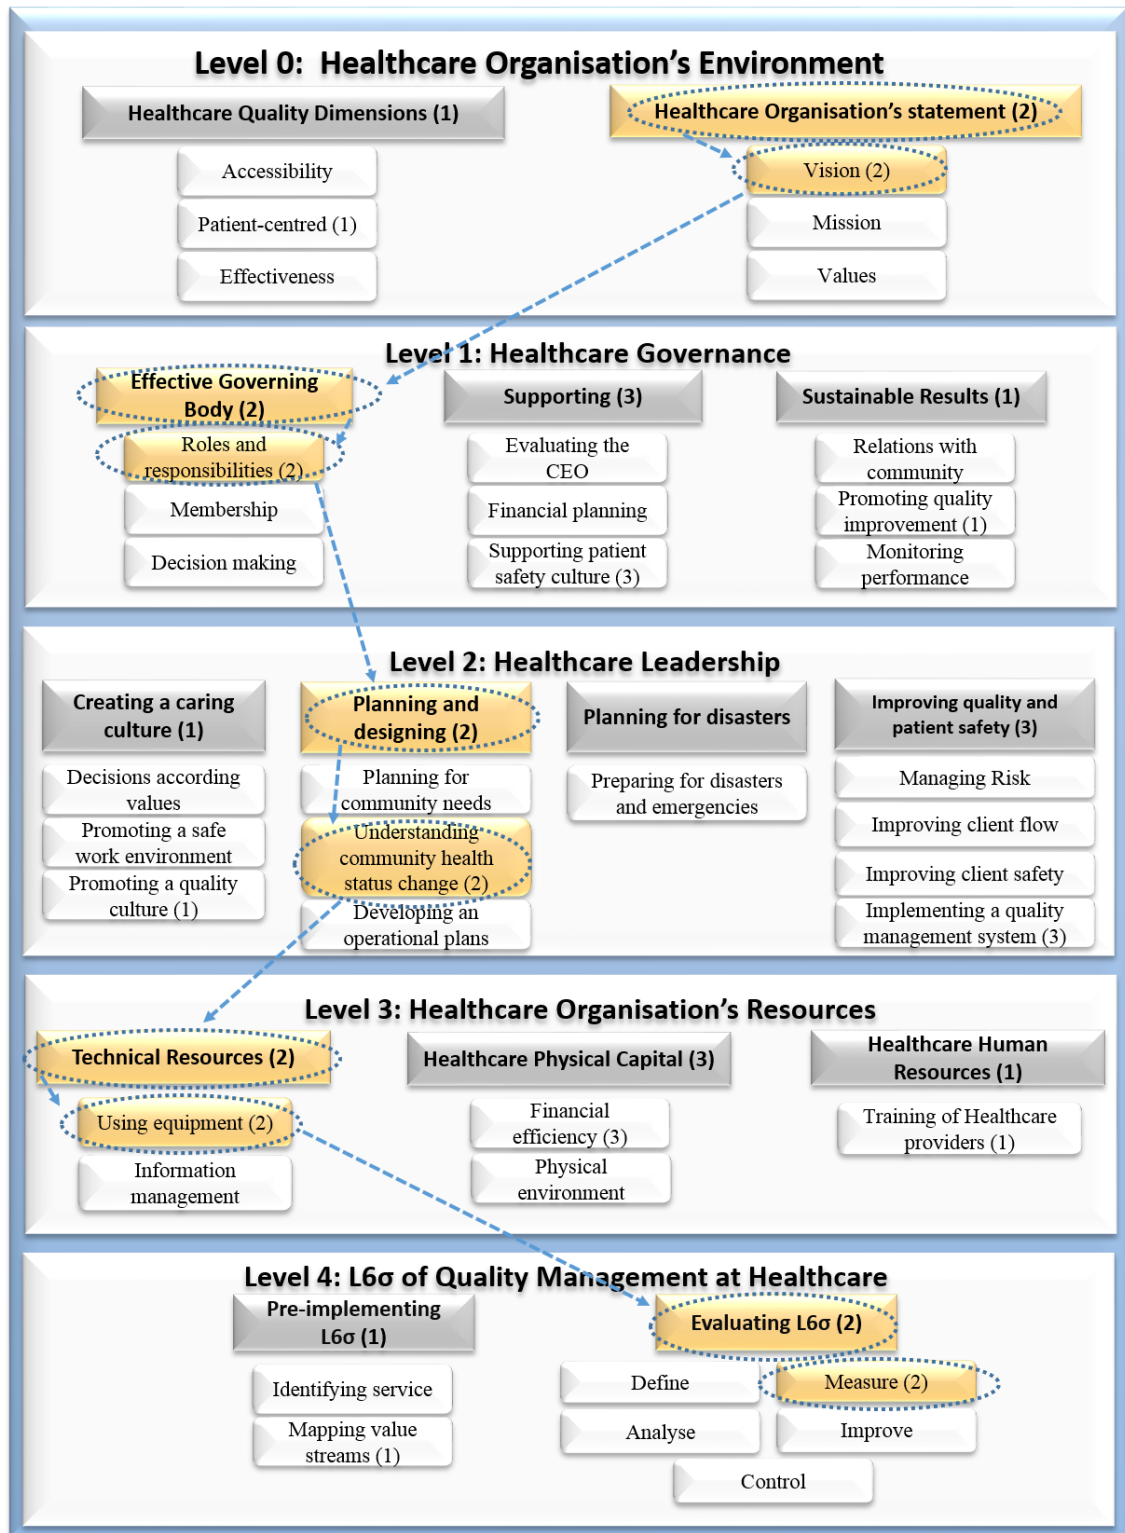 Level 0:  Healthcare Organisation’s Environment
Healthcare Quality Dimensions (1)
Accessibility
Patient-centred (1)
Effectiveness
Healthcare Organisation’s statement (2)
Vision (2)
Mission
Values
Level 1: Healthcare Governance
Effective Governing
Body (2)
Roles and
responsibilities (2)
Membership
Decision making
Supporting (3)
Evaluating the
CEO
Financial planning
Supporting patient
safety culture (3)
Sustainable Results (1)
Relations with
community
Promoting quality
improvement (1)
Monitoring
performance
Level 2: Healthcare Leadership
Creating a caring
culture (1)
Decisions according
values
Promoting a safe
work environment
Promoting a quality
culture (1)
Planning and
designing (2)
Planning for
community needs
Understanding
community health
status change (2)
Developing an
operational plans
Planning for disasters
Preparing for disasters
and emergencies
Improving quality and
patient safety (3)
Managing Risk
Improving client flow
Improving client safety
Implementing a quality
management system (3)
Level 3: Healthcare Organisation’s Resources
Technical Resources (2)
Using equipment (2)
Information
management
Healthcare Physical Capital (3)
Financial
efficiency (3)
Physical
environment
Healthcare Human
Resources (1)
Training of Healthcare
providers (1)
Level 4: L6σ of Quality Management at Healthcare
Pre-implementing
L6σ (1)
Identifying service
Mapping value
streams (1)
Evaluating L6σ (2)
Define
Measure (2)
Analyse
Improve
Control